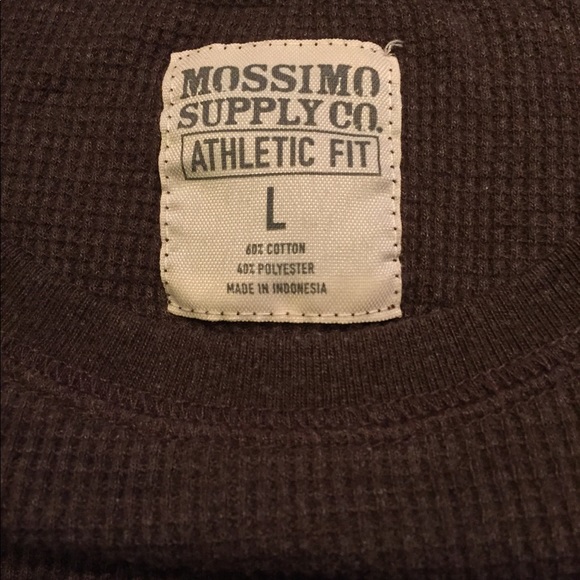 MOSSIMO
SUPPLY CO.
ATHLETIC FIT
L
60% COTTON
40% POLYESTER
MADE IN INDONESIA